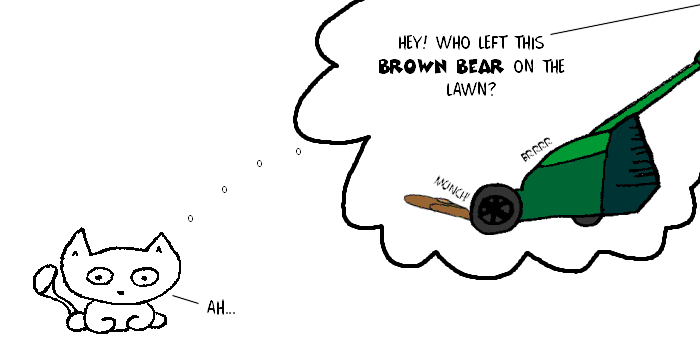 HEY! WHO LEFT THIS
BROWN BEAR ON THE
LAWN?
BRRRR
MUNCH!
AH...